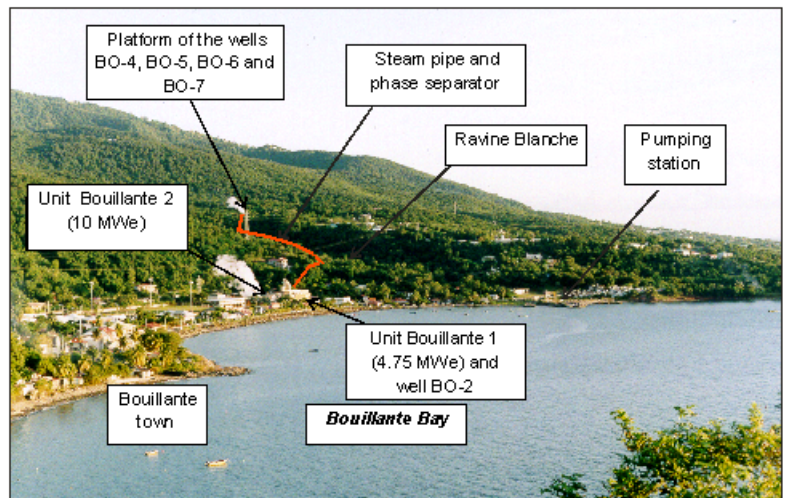 Platform of the wells
BO-4, BO-5, BO-6 and
BO-7
Steam pipe and
phase separator
Ravine Blanche
Pumping
station
Unit Bouillante 2
(10 MWe)
Unit Bouillante 1
(4.75 MWe) and
well BO-2
Bouillante
town
Bouillante Bay